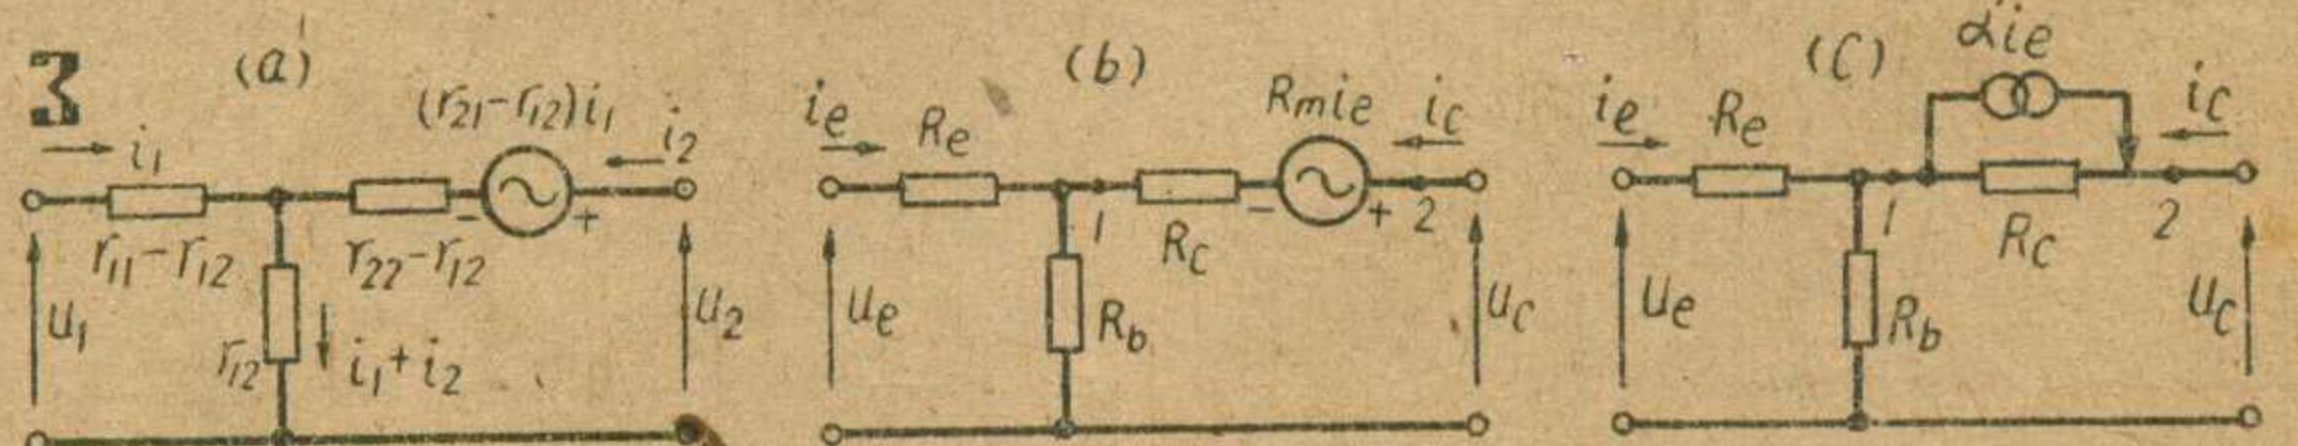 3
(a)
i₁
r₁₁-r₁₂
(r₂₁-r₁₂)i₁
i₂
r₂₂-r₁₂
-
+
u₁
r₁₂
i₁+i₂
u₂
(b)
ie
Re
Rmie
ic
1
Rc
-
+
2
ue
Rb
uc
(c)
αie
ie
Re
ic
1
Rc
2
ue
Rb
uc